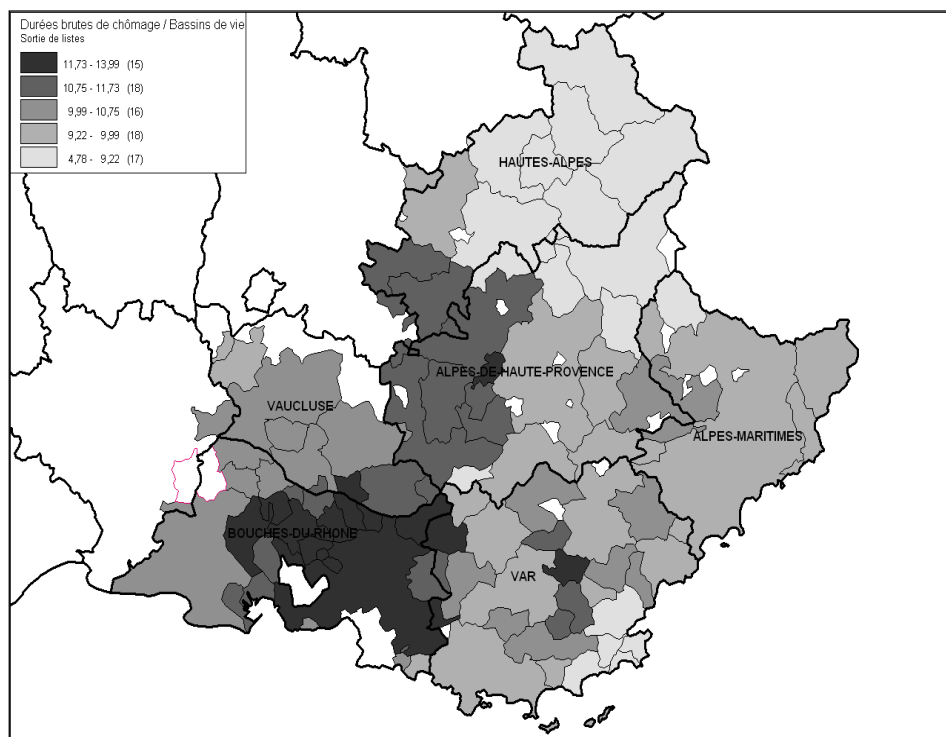 Durées brutes de chômage / Bassins de vie
Sortie de listes
11,73 - 13,99 (15)
10,75 - 11,73 (18)
9,99 - 10,75 (16)
9,22 - 9,99 (18)
4,78 - 9,22 (17)
HAUTES-ALPES
ALPES-DE-HAUTE-PROVENCE
VAUCLUSE
ALPES-MARITIMES
BOUCHES-DU-RHONE
VAR